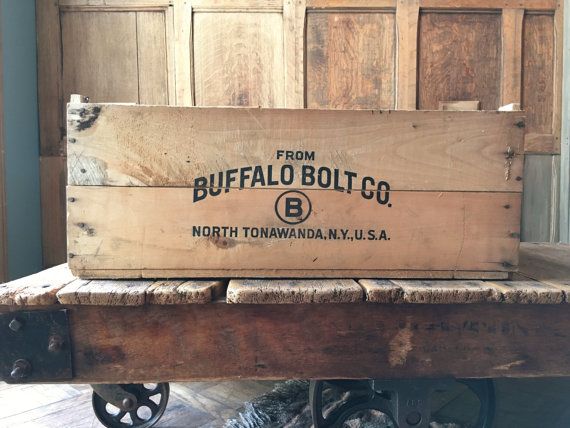 FROM
BUFFALO BOLT CO.
B
NORTH TONAWANDA, N.Y., U.S.A.